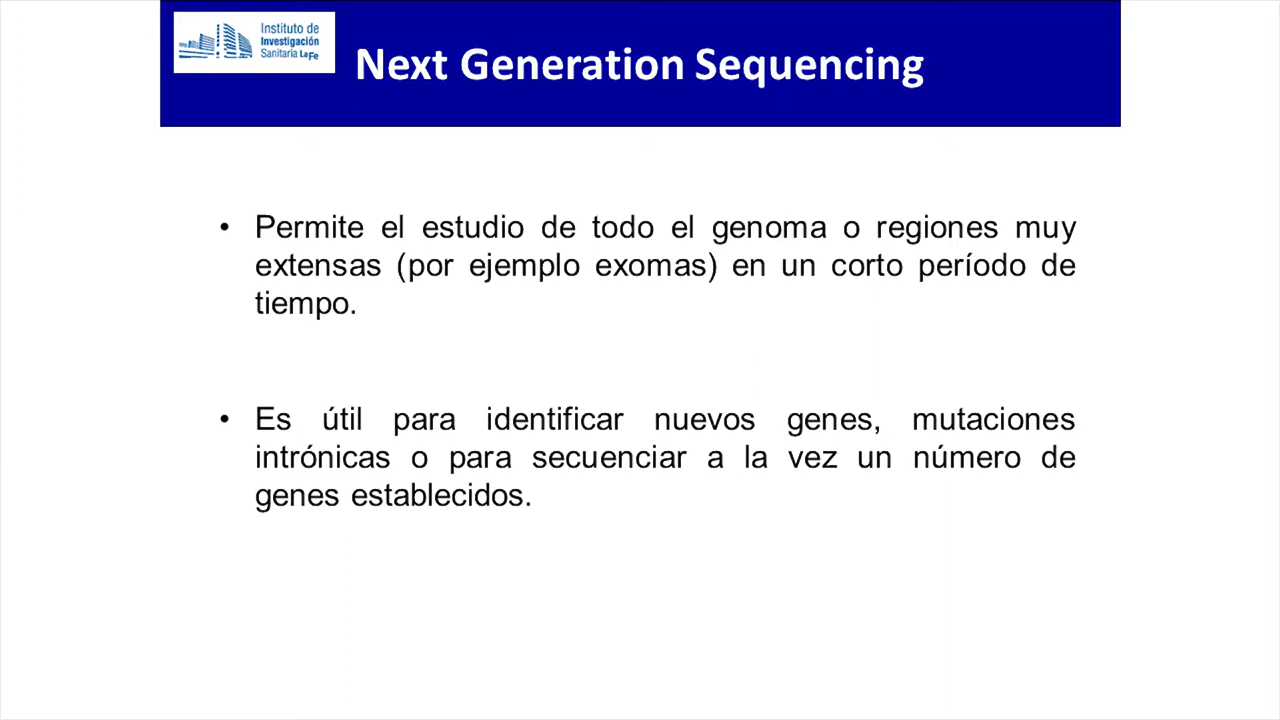 Instituto de
Investigación
Sanitaria La Fe
Next Generation Sequencing
• Permite el estudio de todo el genoma o regiones muy
extensas (por ejemplo exomas) en un corto período de
tiempo.
• Es útil para identificar nuevos genes, mutaciones
intrónicas o para secuenciar a la vez un número de
genes establecidos.